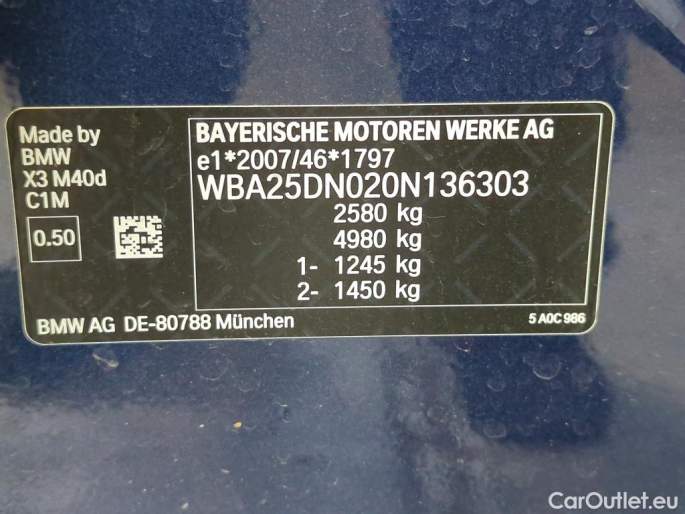 Made by
BMW
X3 M40d
C1M
0.50
BAYERISCHE MOTOREN WERKE AG
e1*2007/46*1797
WBA25DN020N136303
2580 kg
4980 kg
1- 1245 kg
2- 1450 kg
BMW AG DE-80788 München
5 A0C 986
CarOutlet.eu